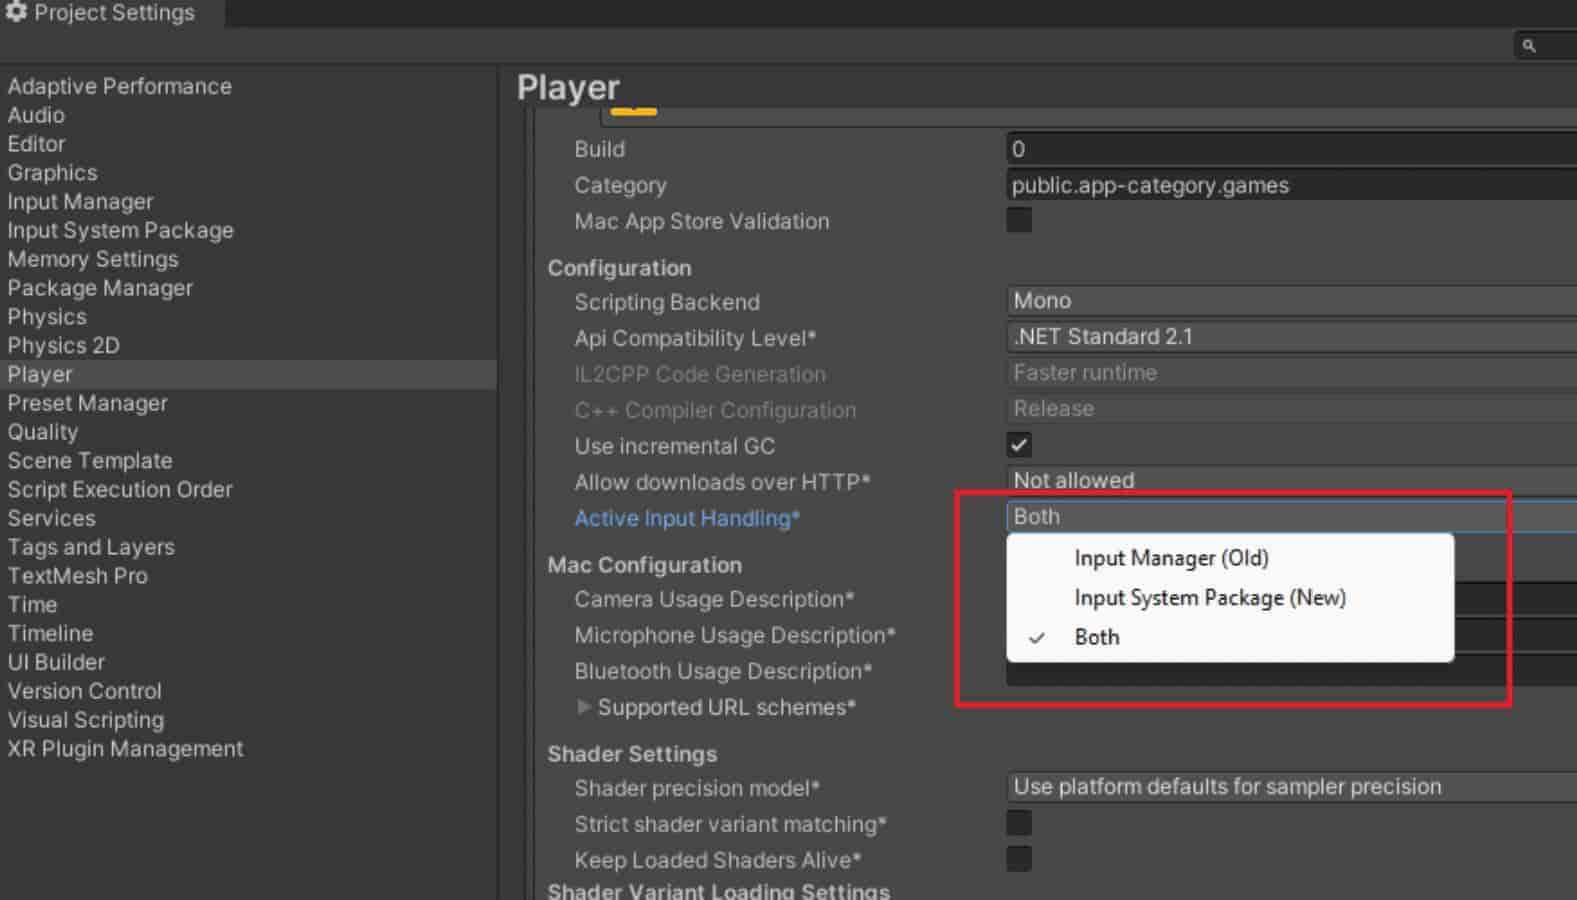 Project Settings
Adaptive Performance
Audio
Editor
Graphics
Input Manager
Input System Package
Memory Settings
Package Manager
Physics
Physics 2D
Player
Preset Manager
Quality
Scene Template
Script Execution Order
Services
Tags and Layers
TextMesh Pro
Time
Timeline
UI Builder
Version Control
Visual Scripting
XR Plugin Management
Player
Build 0
Category public.app-category.games
Mac App Store Validation
Configuration
Scripting Backend Mono
Api Compatibility Level* .NET Standard 2.1
IL2CPP Code Generation Faster runtime
C++ Compiler Configuration Release
Use incremental GC
Allow downloads over HTTP* Not allowed
Active Input Handling* Both
Input Manager (Old)
Input System Package (New)
Both
Mac Configuration
Camera Usage Description*
Microphone Usage Description*
Bluetooth Usage Description*
Supported URL schemes*
Shader Settings
Shader precision model* Use platform defaults for sampler precision
Strict shader variant matching*
Keep Loaded Shaders Alive*
Shader Variant Loading Settings